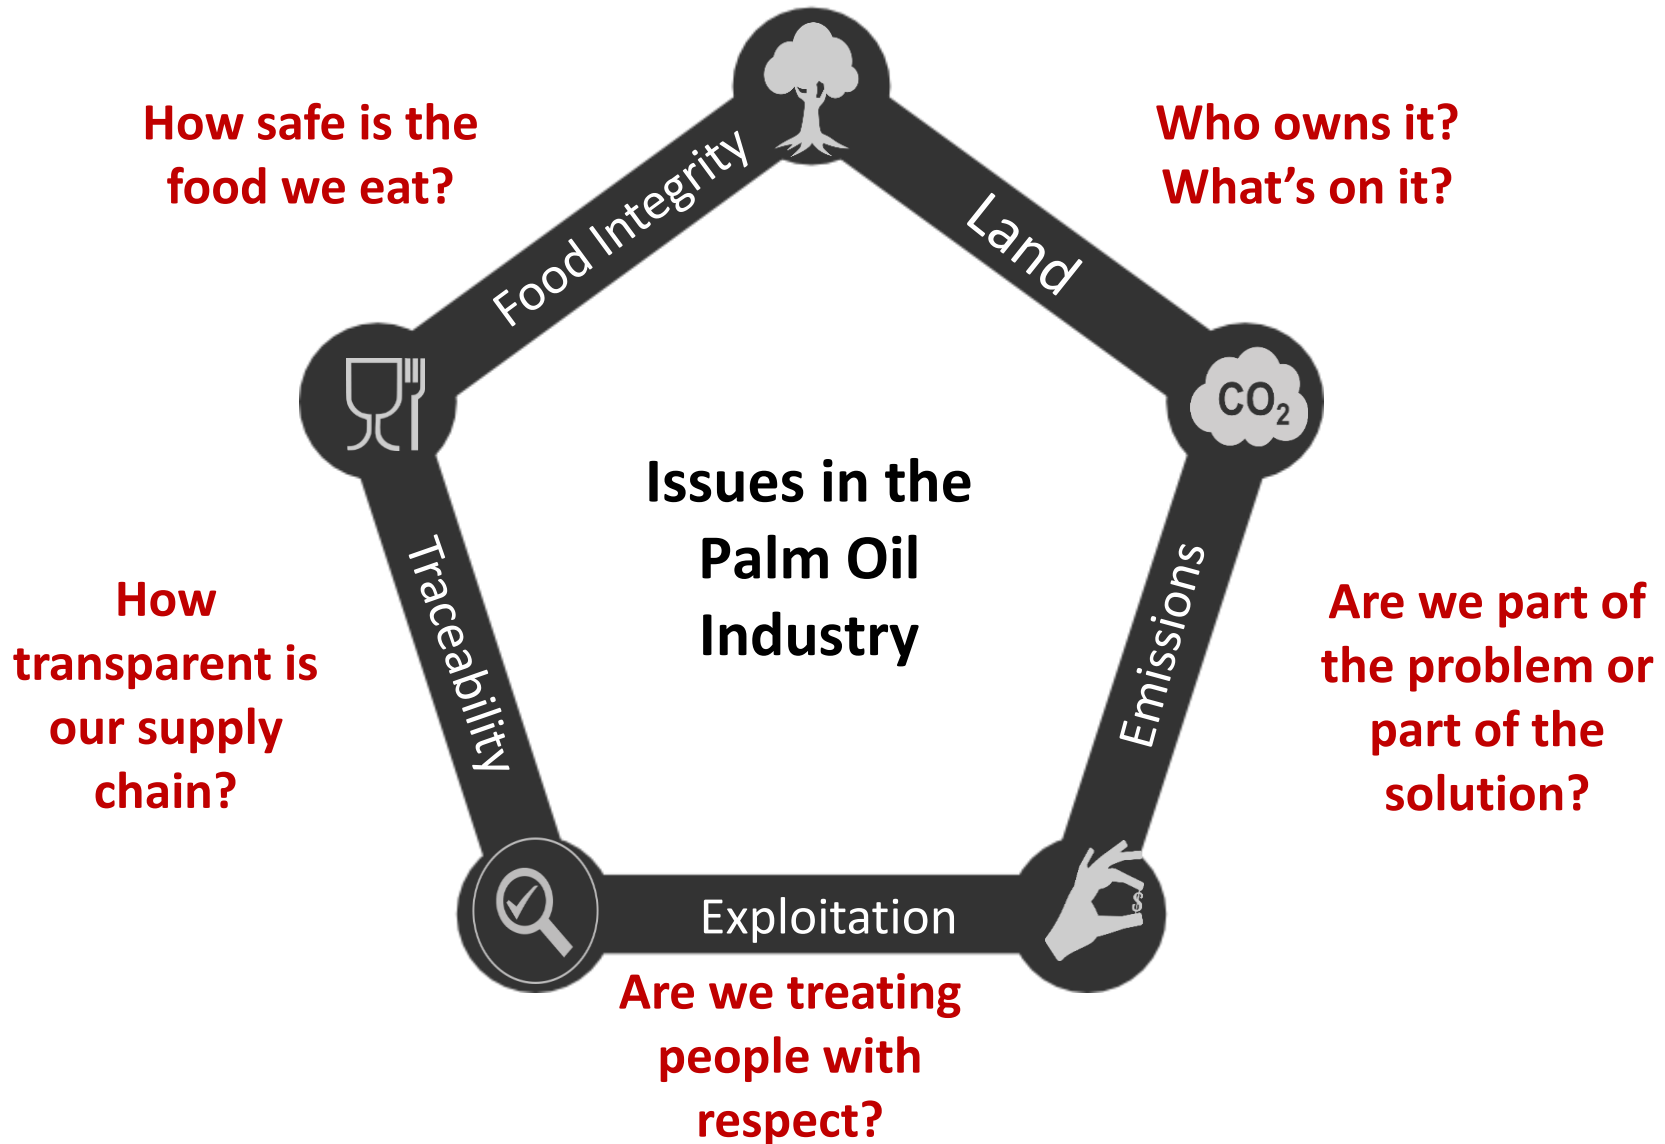 Issues in the
Palm Oil
Industry
Land
Who owns it?
What’s on it?
CO₂
Emissions
Are we part of
the problem or
part of the
solution?
Exploitation
Are we treating
people with
respect?
Traceability
How
transparent is
our supply
chain?
Food Integrity
How safe is the
food we eat?